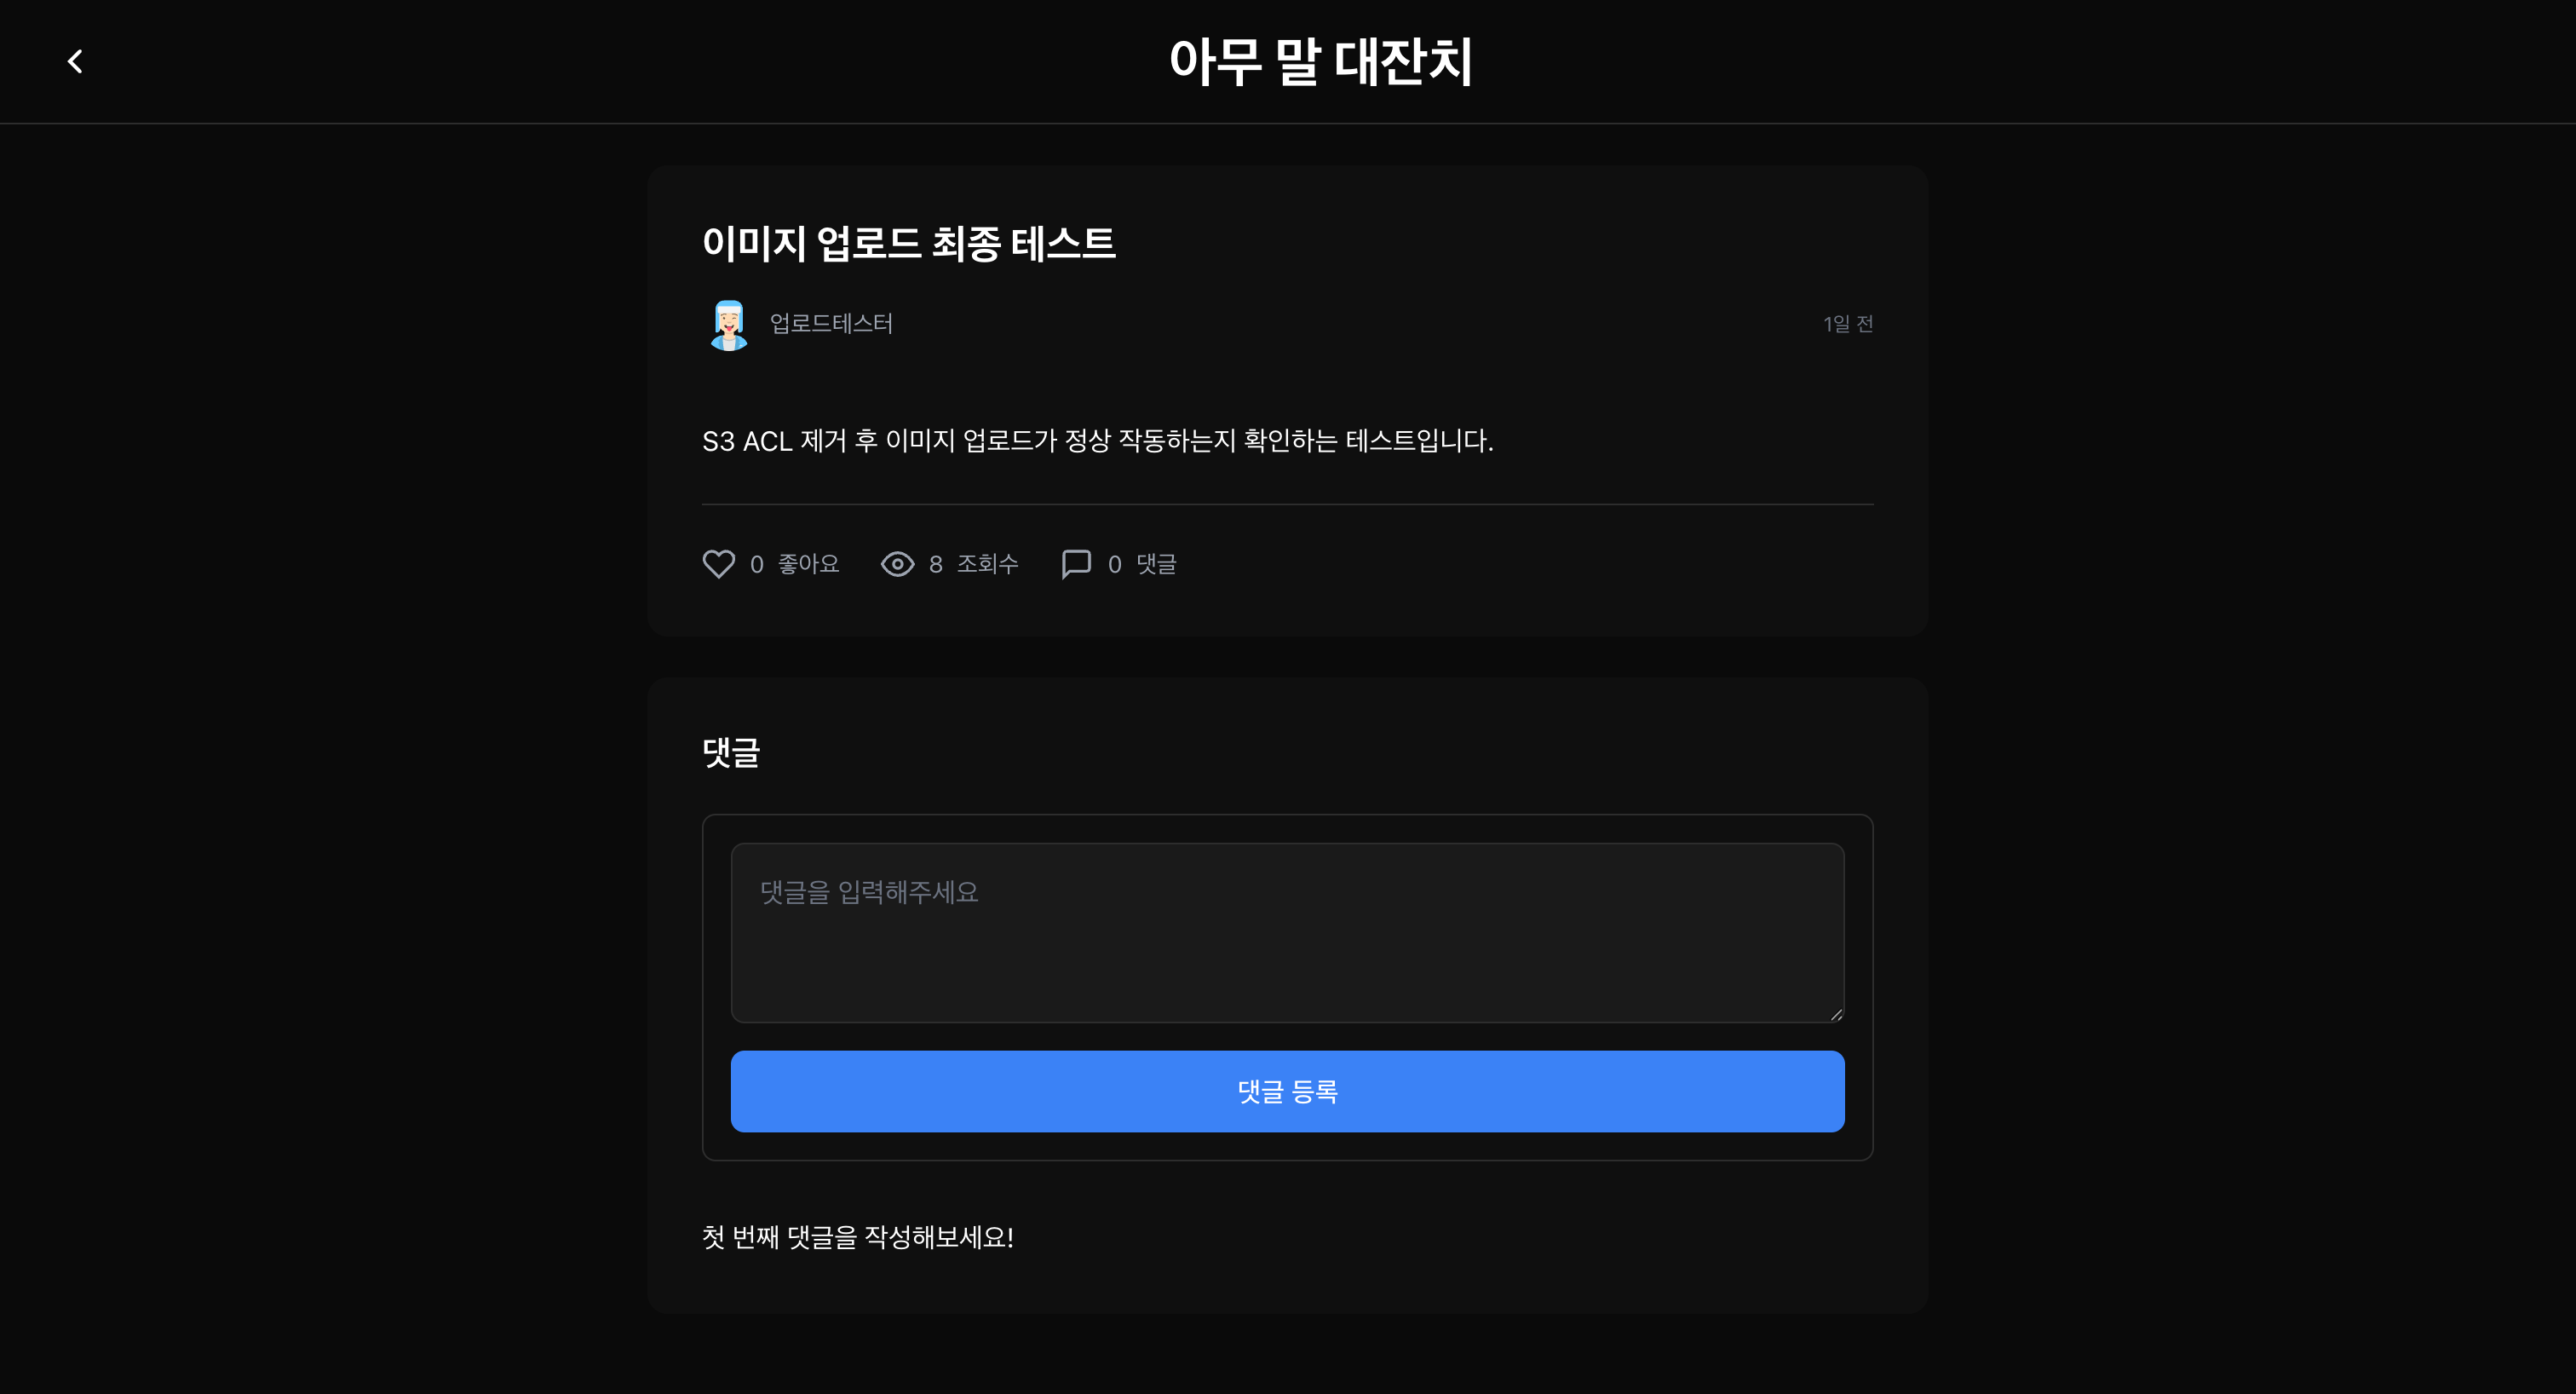 아무 말 대잔치
이미지 업로드 최종 테스트
업로드테스터 1일 전
S3 ACL 제거 후 이미지 업로드가 정상 작동하는지 확인하는 테스트입니다.
0 좋아요 8 조회수 0 댓글
댓글
댓글을 입력해주세요
댓글 등록
첫 번째 댓글을 작성해보세요!